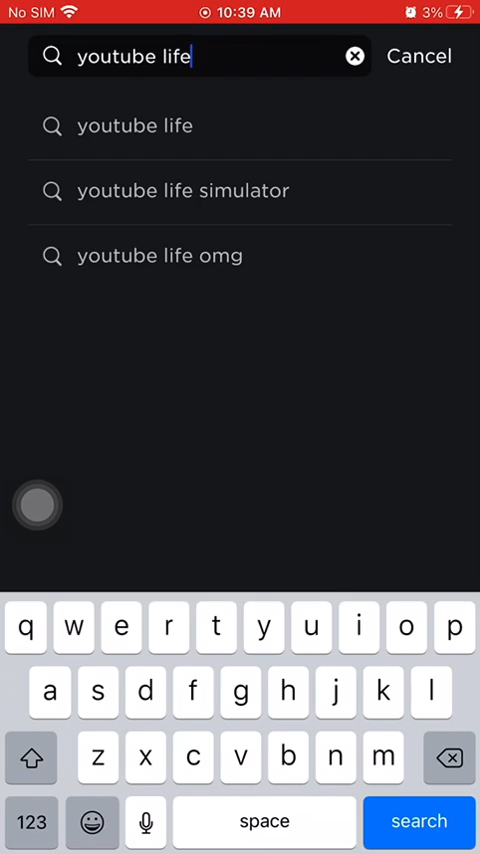 No SIM 10:39 AM 3%
youtube life Cancel
youtube life
youtube life simulator
youtube life omg
q w e r t y u i o p
a s d f g h j k l
z x c v b n m
123 space search